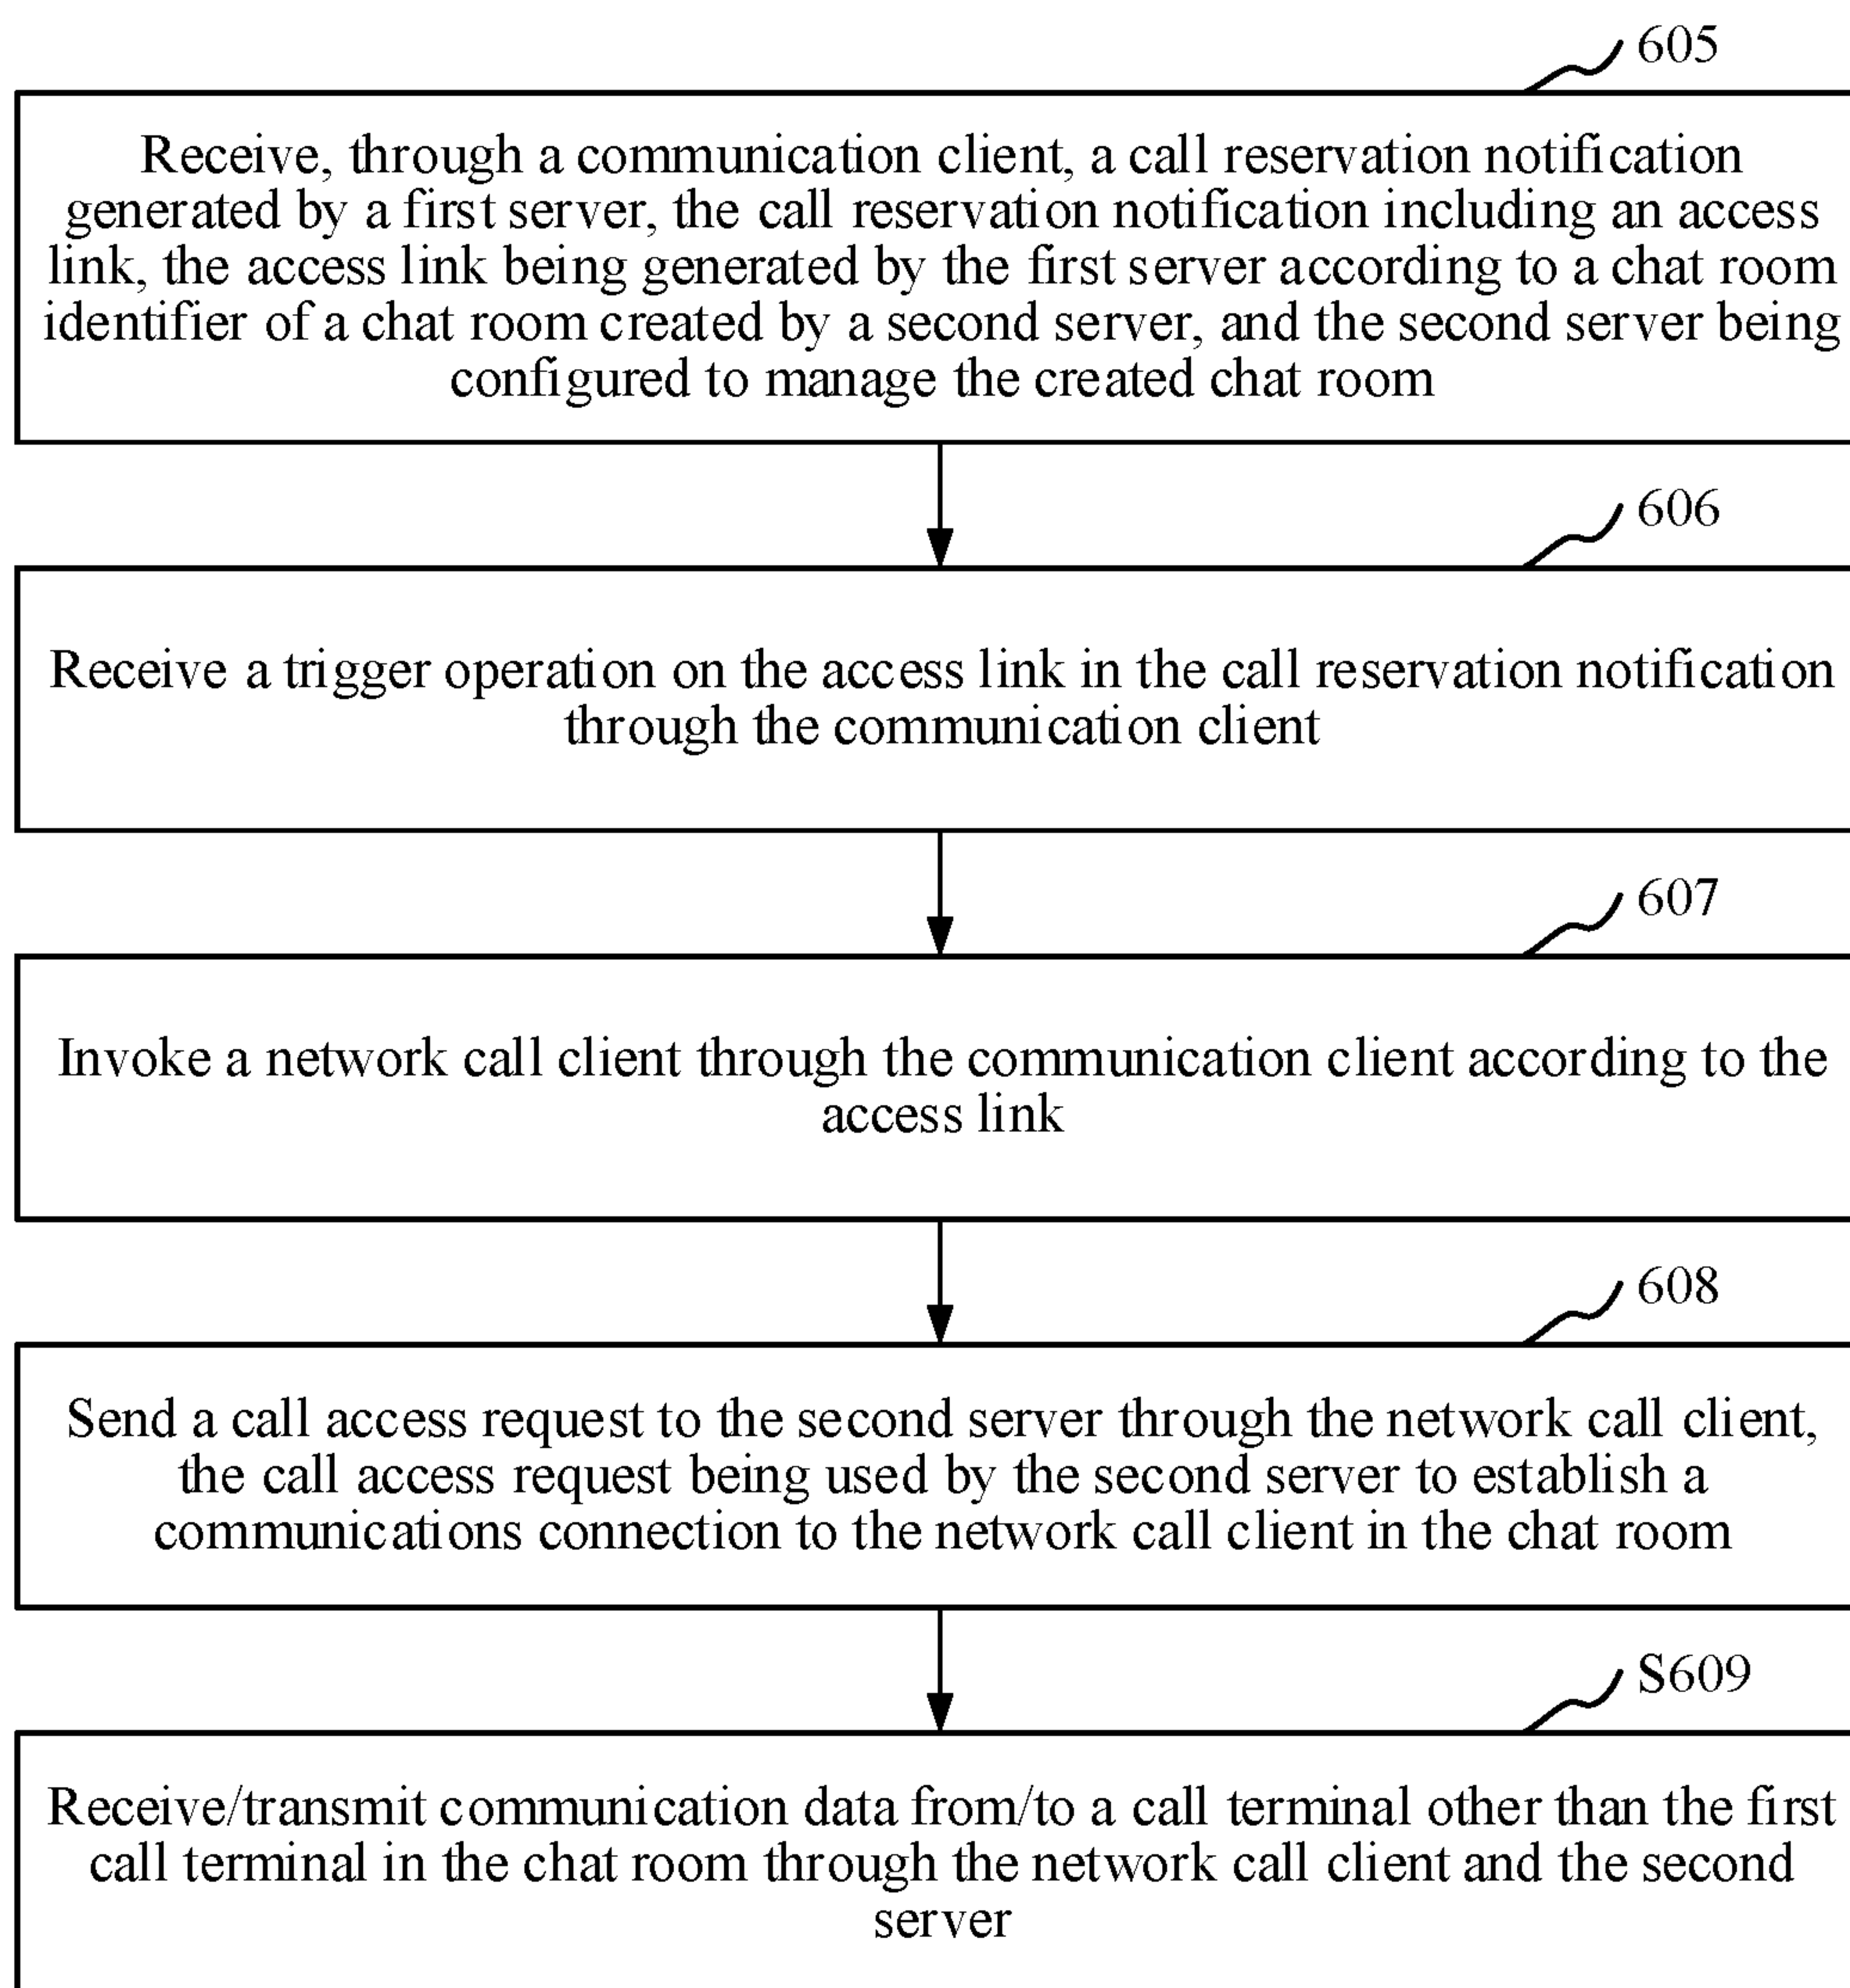 605
Receive, through a communication client, a call reservation notification
generated by a first server, the call reservation notification including an access
link, the access link being generated by the first server according to a chat room
identifier of a chat room created by a second server, and the second server being
configured to manage the created chat room
606
Receive a trigger operation on the access link in the call reservation notification
through the communication client
607
Invoke a network call client through the communication client according to the
access link
608
Send a call access request to the second server through the network call client,
the call access request being used by the second server to establish a
communications connection to the network call client in the chat room
S609
Receive/transmit communication data from/to a call terminal other than the first
call terminal in the chat room through the network call client and the second
server